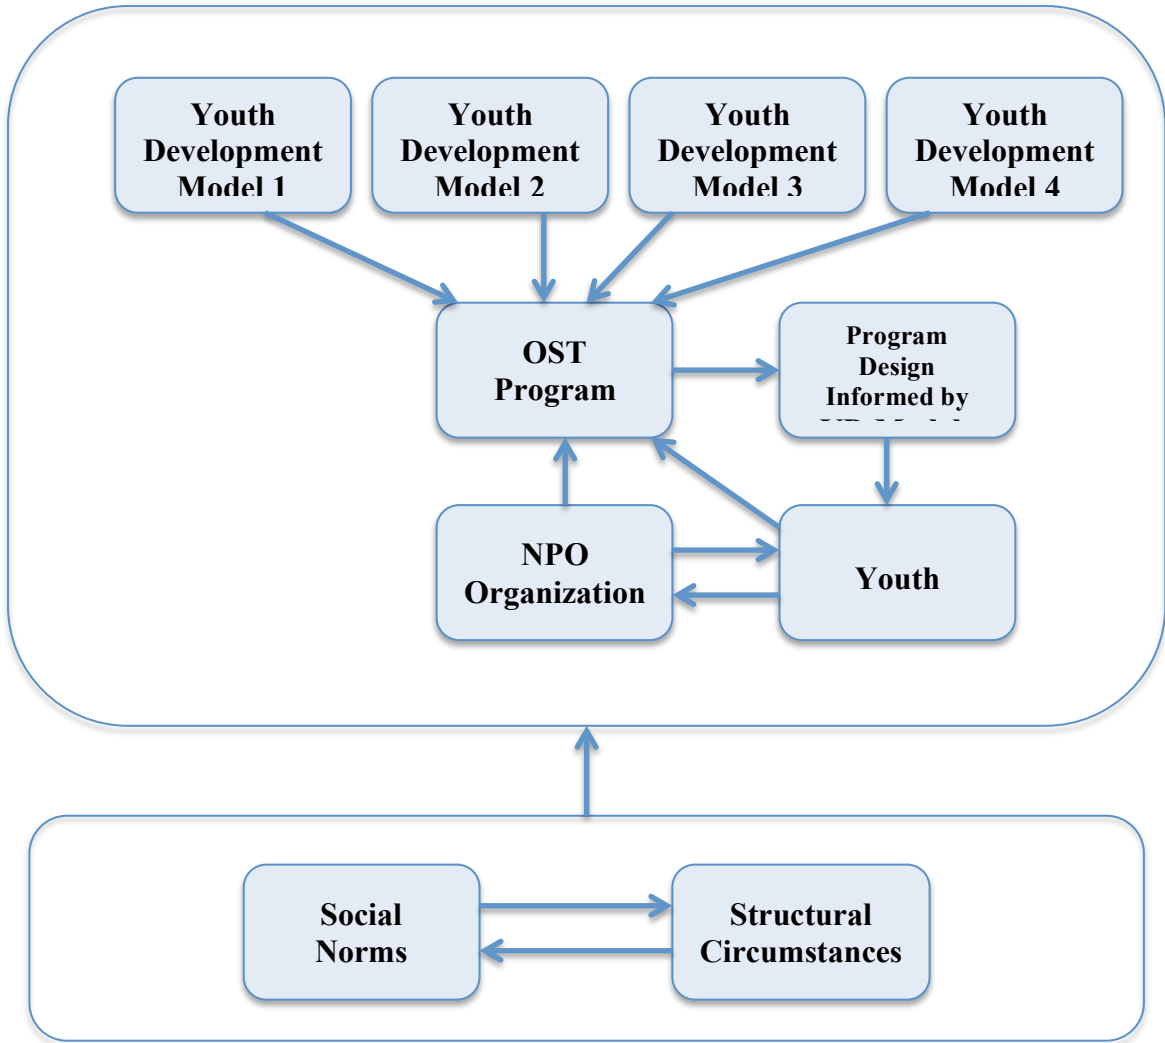 Youth
Development
Model 1
Youth
Development
Model 2
Youth
Development
Model 3
Youth
Development
Model 4
OST
Program
Program
Design
Informed by
NPO
Organization
Youth
Social
Norms
Structural
Circumstances